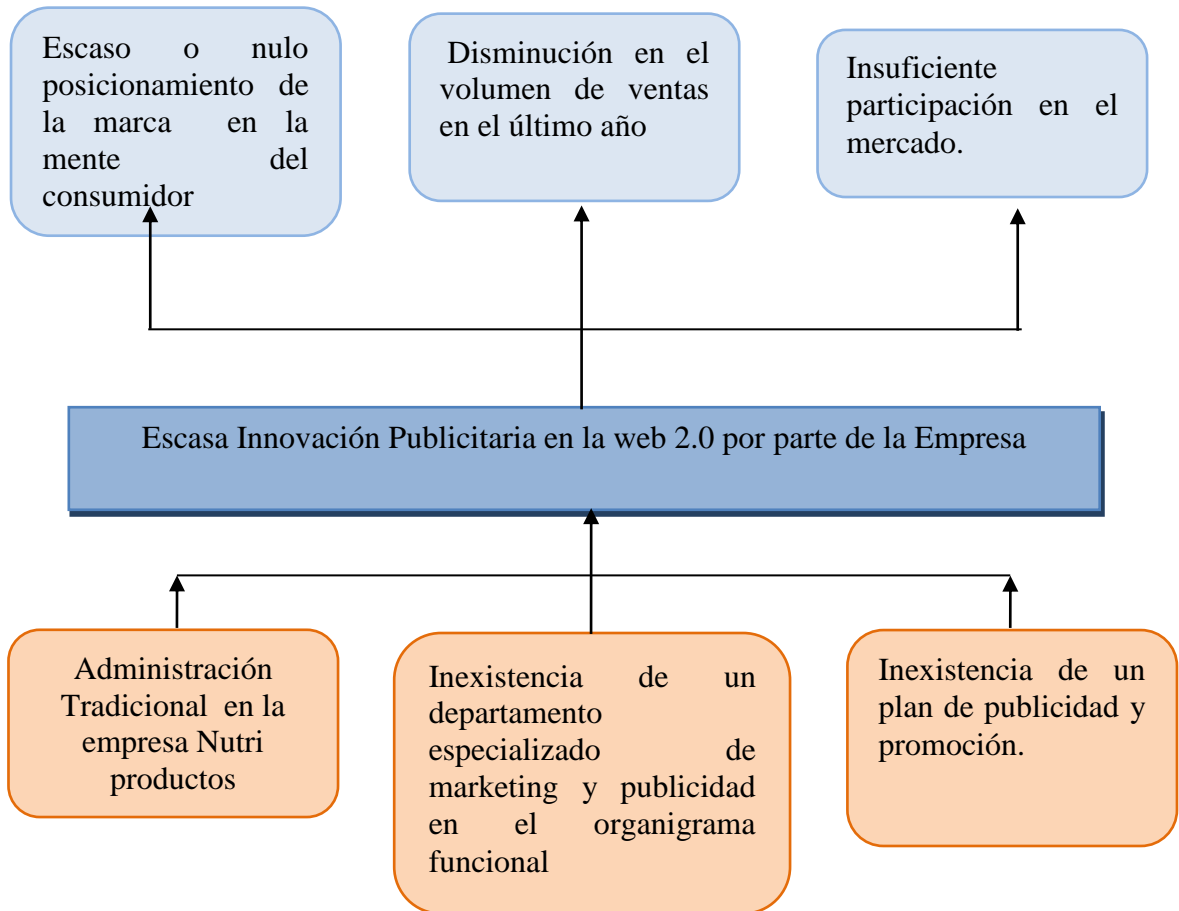 Escaso o nulo
posicionamiento de
la marca en la
mente del
consumidor
Disminución en el
volumen de ventas
en el último año
Insuficiente
participación en el
mercado.
Escasa Innovación Publicitaria en la web 2.0 por parte de la Empresa
Administración
Tradicional en la
empresa Nutri
productos
Inexistencia de un
departamento
especializado de
marketing y publicidad
en el organigrama
funcional
Inexistencia de un
plan de publicidad y
promoción.